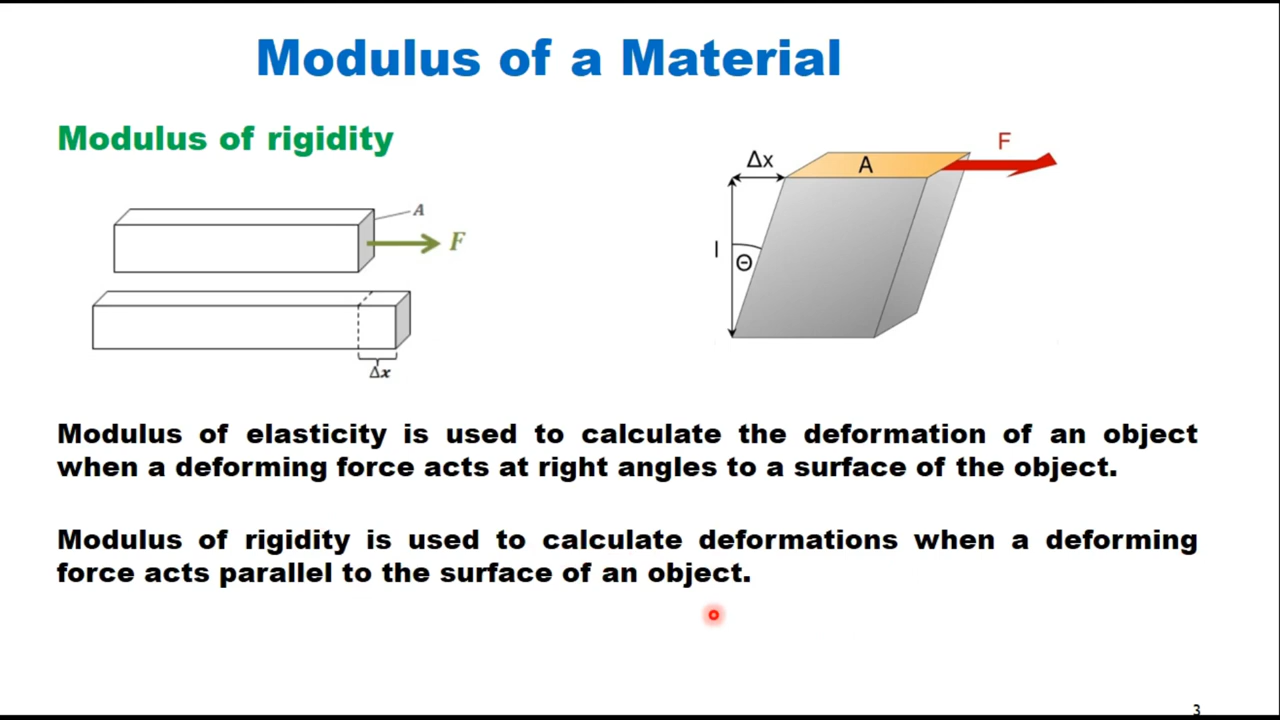 Modulus of a Material
Modulus of rigidity
A
F
Δx
Δx
A
F
l
Θ
Modulus of elasticity is used to calculate the deformation of an object
when a deforming force acts at right angles to a surface of the object.
Modulus of rigidity is used to calculate deformations when a deforming
force acts parallel to the surface of an object.
3